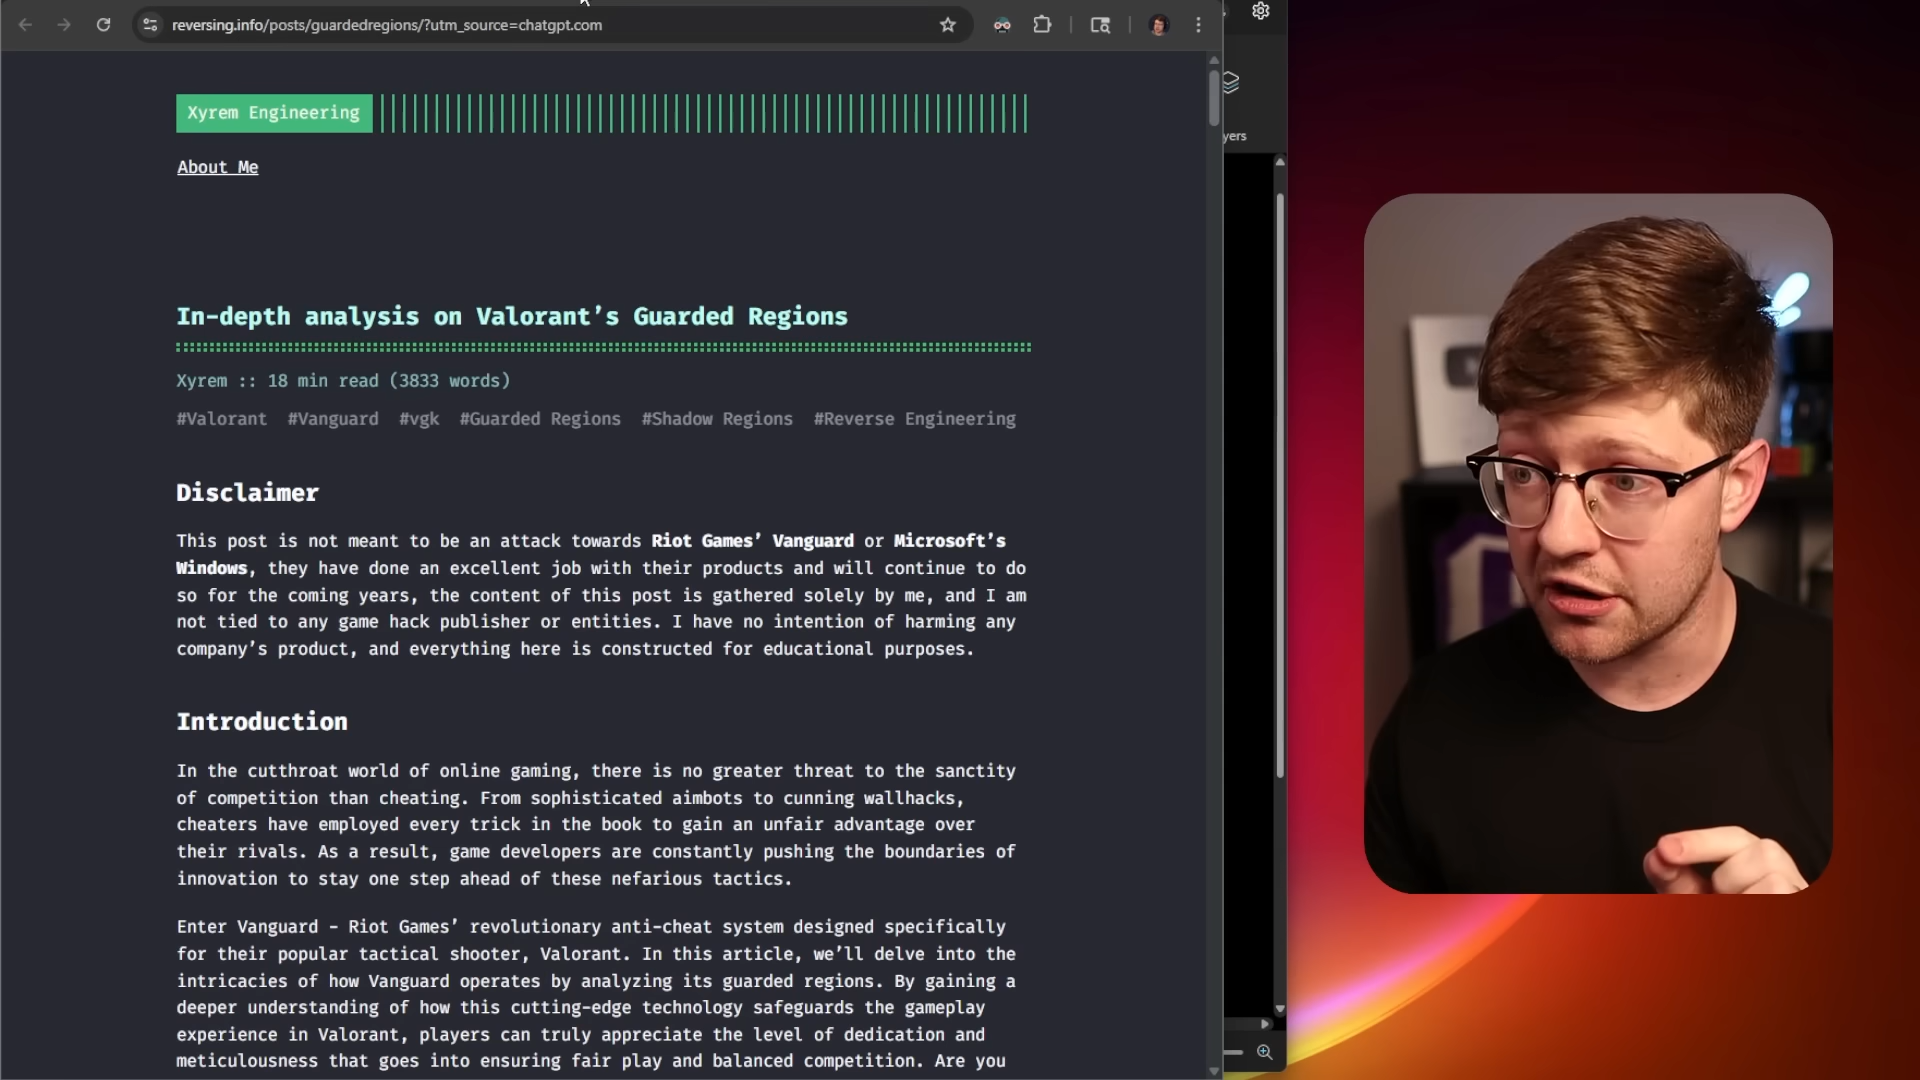 reversing.info/posts/guardedregions/?utm_source=chatgpt.com
yers
Xyrem Engineering
About Me
In-depth analysis on Valorant’s Guarded Regions
Xyrem :: 18 min read (3833 words)
#Valorant #Vanguard #vgk #Guarded Regions #Shadow Regions #Reverse Engineering
Disclaimer
This post is not meant to be an attack towards Riot Games’ Vanguard or Microsoft’s
Windows, they have done an excellent job with their products and will continue to do
so for the coming years, the content of this post is gathered solely by me, and I am
not tied to any game hack publisher or entities. I have no intention of harming any
company’s product, and everything here is constructed for educational purposes.
Introduction
In the cutthroat world of online gaming, there is no greater threat to the sanctity
of competition than cheating. From sophisticated aimbots to cunning wallhacks,
cheaters have employed every trick in the book to gain an unfair advantage over
their rivals. As a result, game developers are constantly pushing the boundaries of
innovation to stay one step ahead of these nefarious tactics.
Enter Vanguard – Riot Games’ revolutionary anti-cheat system designed specifically
for their popular tactical shooter, Valorant. In this article, we’ll delve into the
intricacies of how Vanguard operates by analyzing its guarded regions. By gaining a
deeper understanding of how this cutting-edge technology safeguards the gameplay
experience in Valorant, players can truly appreciate the level of dedication and
meticulousness that goes into ensuring fair play and balanced competition. Are you